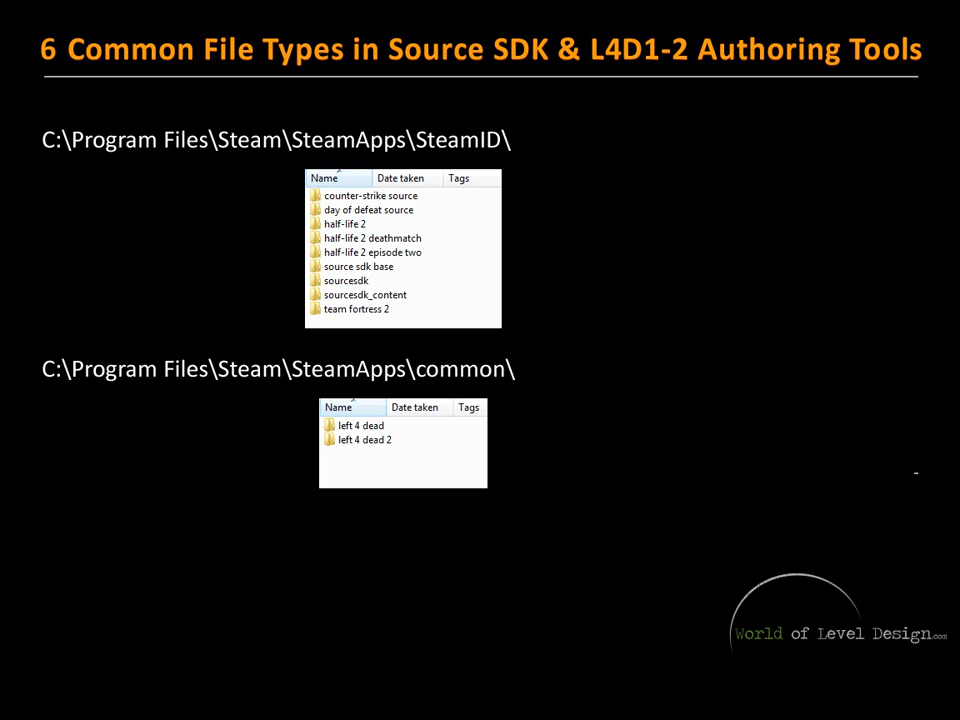 6 Common File Types in Source SDK & L4D1-2 Authoring Tools
C:\Program Files\Steam\SteamApps\SteamID\
Name Date taken Tags
counter-strike source
day of defeat source
half-life 2
half-life 2 deathmatch
half-life 2 episode two
source sdk base
sourcesdk
sourcesdk_content
team fortress 2
C:\Program Files\Steam\SteamApps\common\
Name Date taken Tags
left 4 dead
left 4 dead 2
-
World of Level Design.com